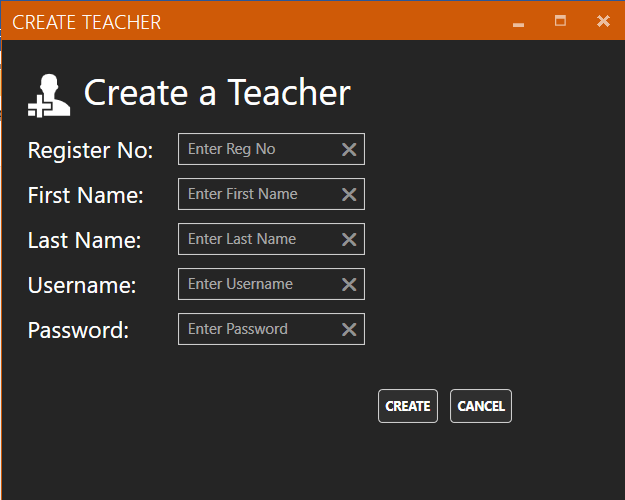 CREATE TEACHER
Create a Teacher
Register No: Enter Reg No
First Name: Enter First Name
Last Name: Enter Last Name
Username: Enter Username
Password: Enter Password
CREATE CANCEL